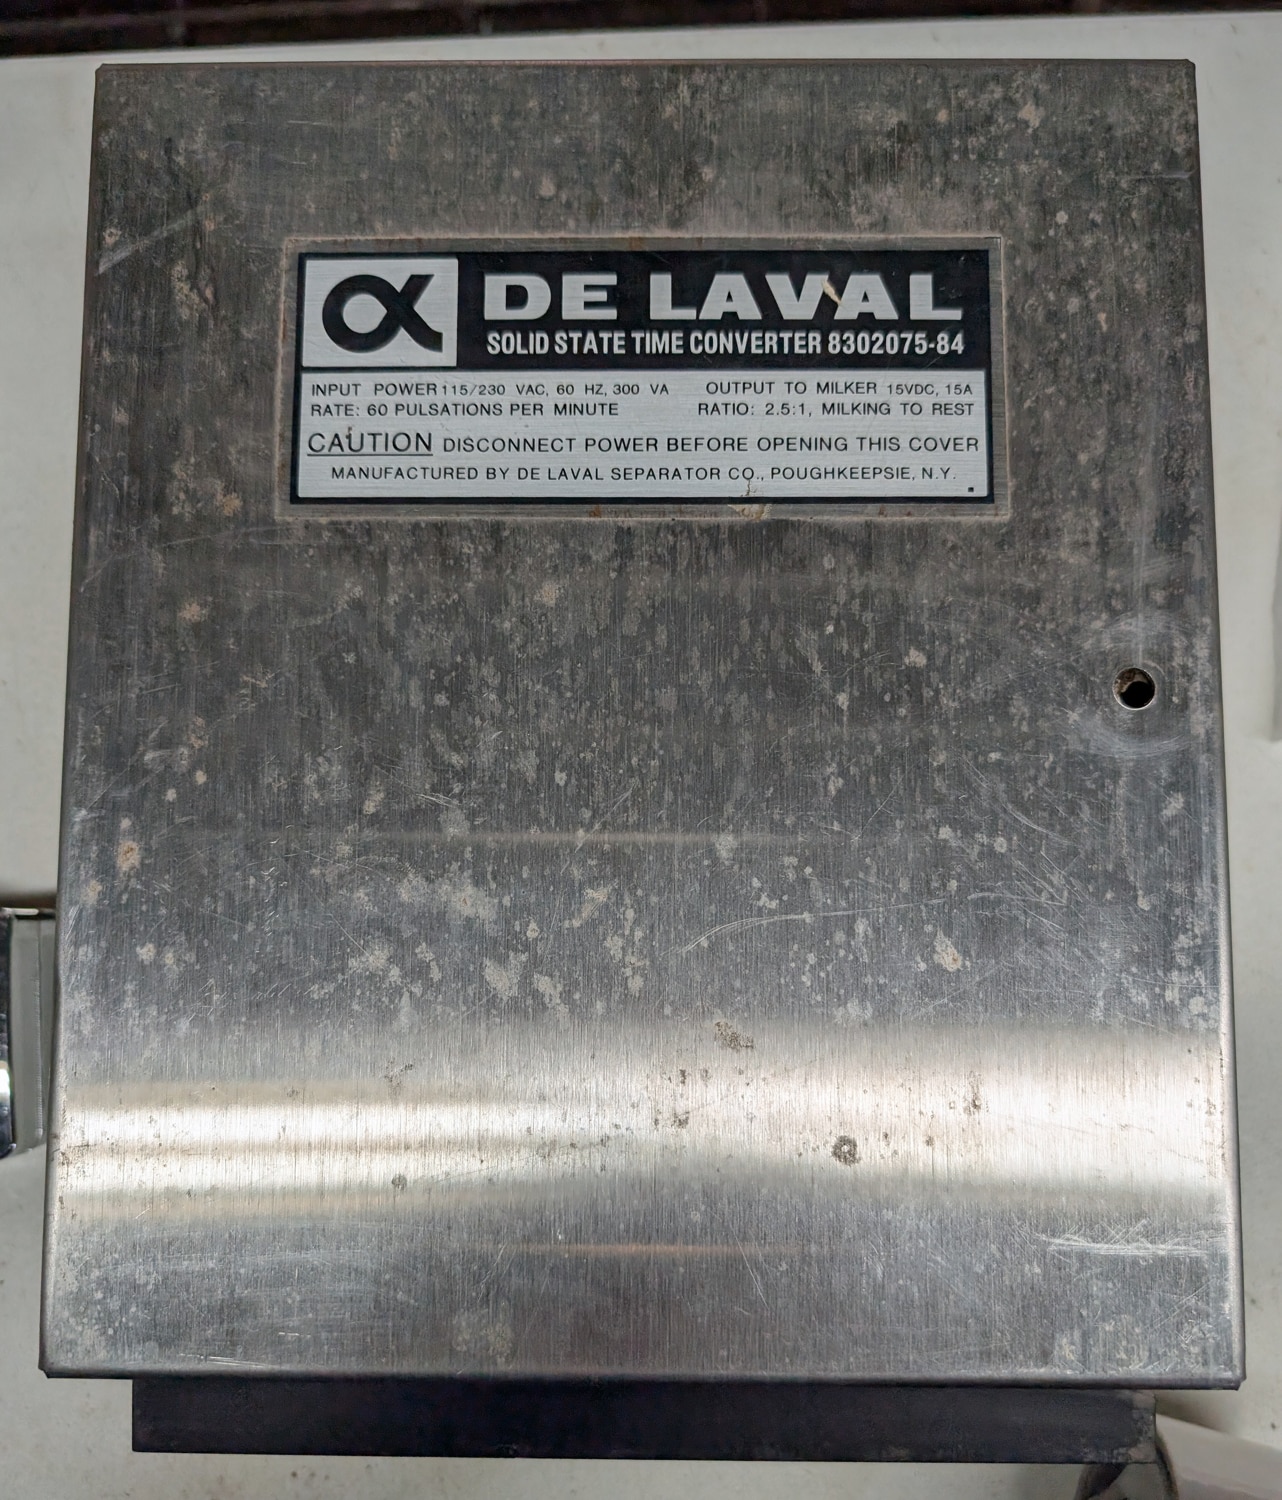 DE LAVAL
SOLID STATE TIME CONVERTER 8302075-84
INPUT POWER 115/230 VAC, 60 HZ, 300 VA OUTPUT TO MILKER 15VDC, 15A
RATE: 60 PULSATIONS PER MINUTE RATIO: 2.5:1, MILKING TO REST
CAUTION DISCONNECT POWER BEFORE OPENING THIS COVER
MANUFACTURED BY DE LAVAL SEPARATOR CO., POUGHKEEPSIE, N.Y.